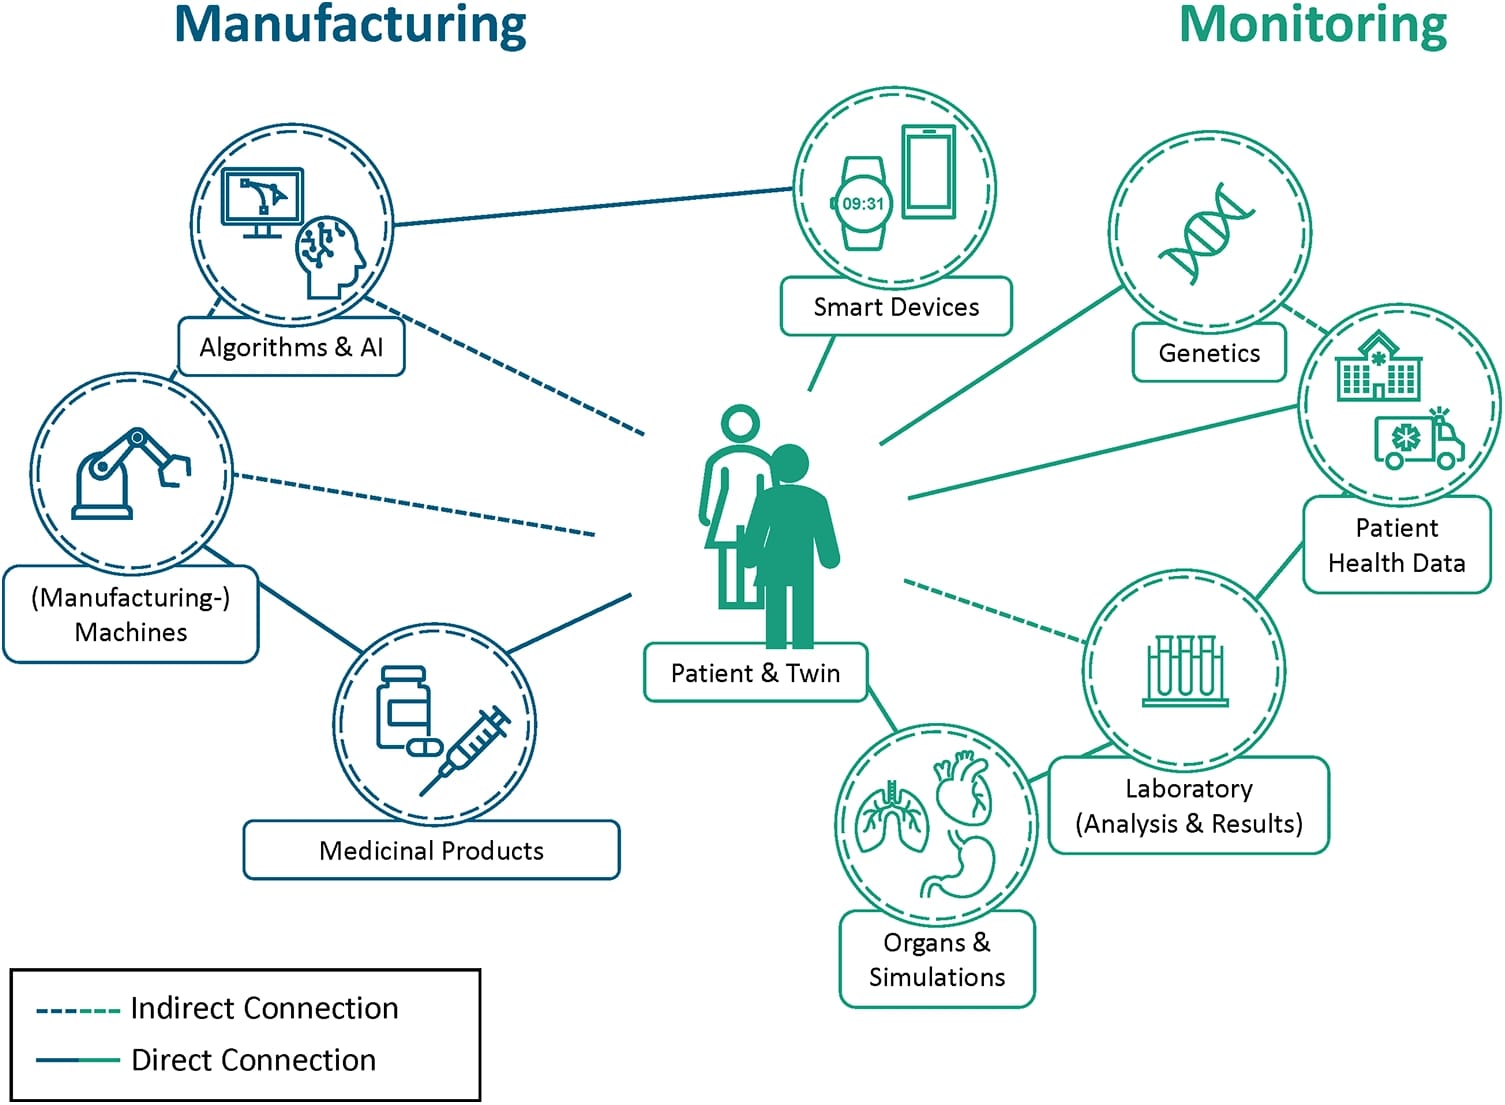 Manufacturing
Monitoring
09:31
Smart Devices
Algorithms & AI
Genetics
Patient
Health Data
(Manufacturing-)
Machines
Patient & Twin
Laboratory
(Analysis & Results)
Medicinal Products
Organs &
Simulations
Indirect Connection
Direct Connection